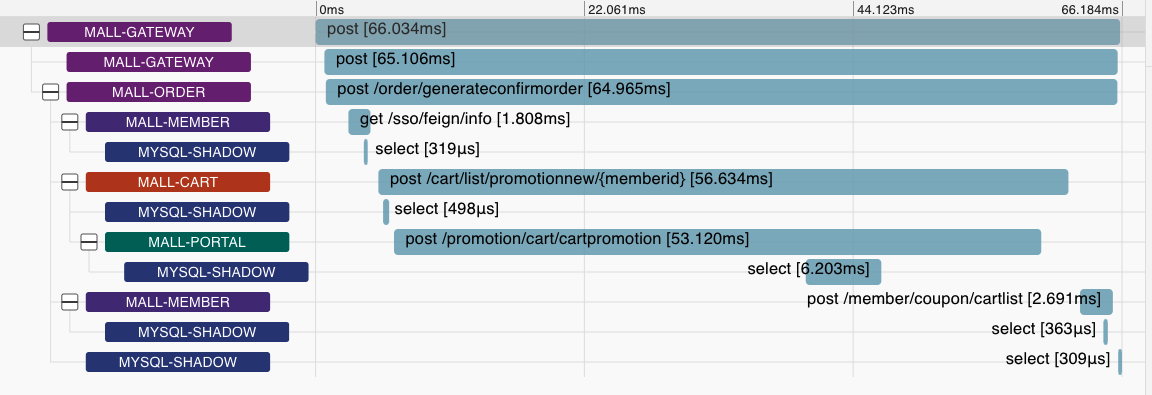 0ms 22.061ms 44.123ms 66.184ms
MALL-GATEWAY post [66.034ms]
MALL-GATEWAY post [65.106ms]
MALL-ORDER post /order/generateconfirmorder [64.965ms]
MALL-MEMBER get /sso/feign/info [1.808ms]
MYSQL-SHADOW select [319µs]
MALL-CART post /cart/list/promotionnew/{memberid} [56.634ms]
MYSQL-SHADOW select [498µs]
MALL-PORTAL post /promotion/cart/cartpromotion [53.120ms]
MYSQL-SHADOW select [6.203ms]
MALL-MEMBER post /member/coupon/cartlist [2.691ms]
MYSQL-SHADOW select [363µs]
MYSQL-SHADOW select [309µs]